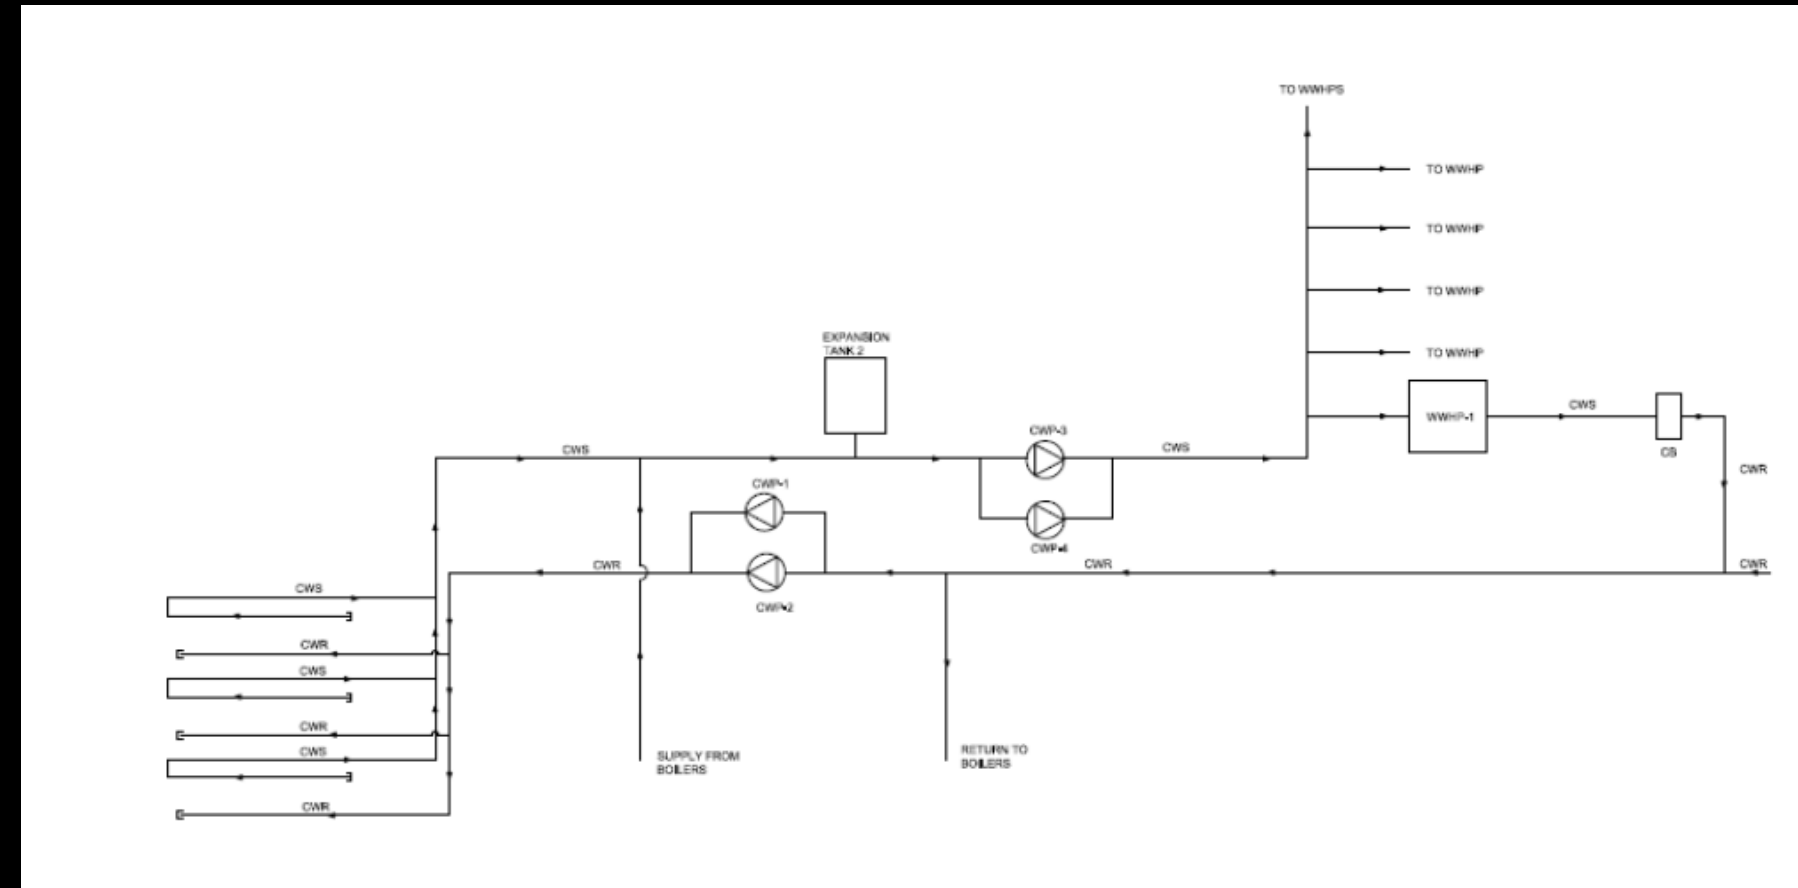 TO WWHPS
TO WWHP
TO WWHP
TO WWHP
EXPANSION
TANK 2
TO WWHP
WWHP-1
CWS
CB
CWP-3
CWS
CWS
CWR
CWP-1
CWP-4
CWR
CWR
CWR
CWP-2
CWS
CWR
CWS
CWR
CWS
SUPPLY FROM
BOILERS
RETURN TO
BOILERS
CWR